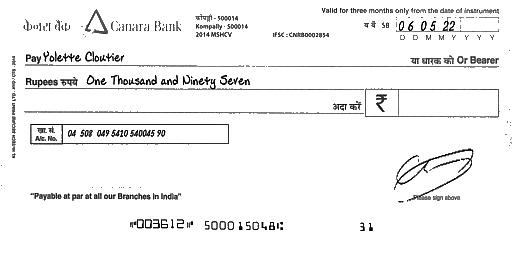 केनरा बैंक Canara Bank
कोंपल्ली - 500014
Kompally - 500014
2014 MSHCV
IFSC : CNRB0002854
Valid for three months only from the date of instrument
SB 06 05 22
D D M M Y Y Y Y
Pay Yolette Cloutier या धारक को Or Bearer
Rupees रुपये One Thousand and Ninety Seven
अदा करें ₹
खा. सं.
A/c. No. 04 508 049 5410 540045 90
"Payable at par at all our Branches in India"
Please sign above
⑈003612⑈ 500015048⑆ 31